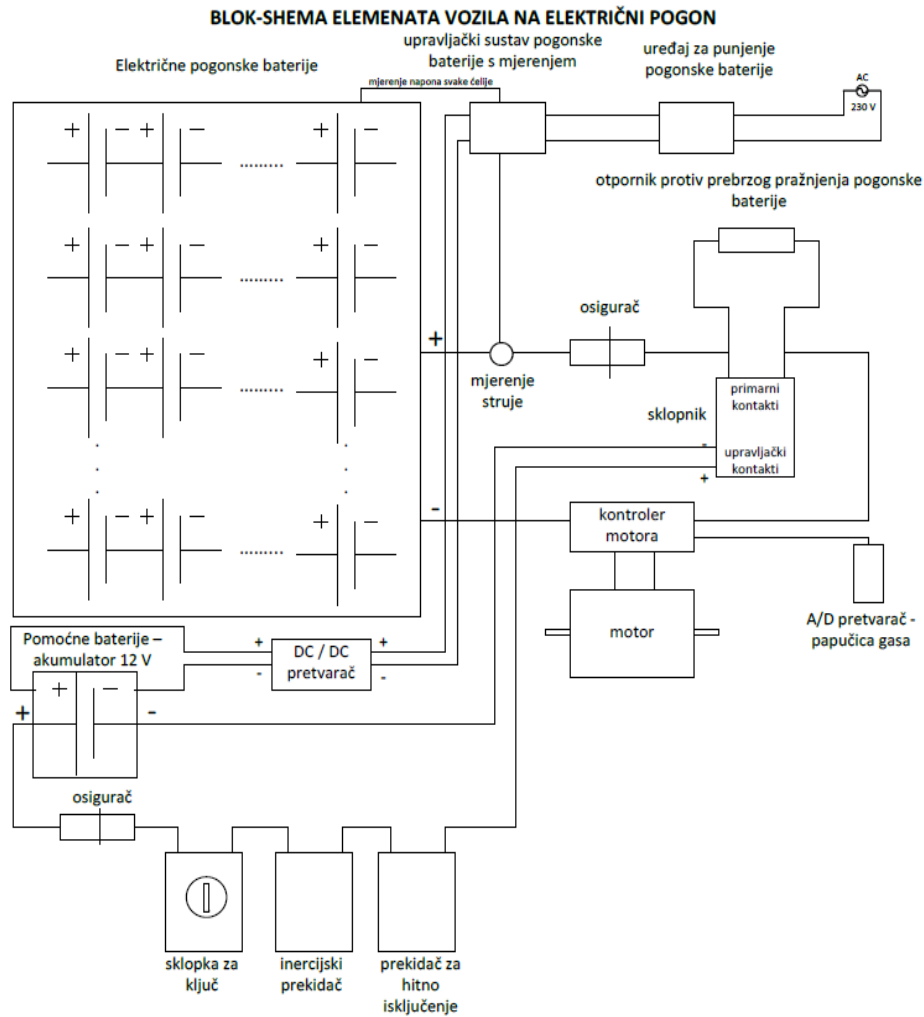 BLOK-SHEMA ELEMENATA VOZILA NA ELEKTRIČNI POGON
Električne pogonske baterije
upravljački sustav pogonske
baterije s mjerenjem
uređaj za punjenje
pogonske baterije
mjerenje napona svake ćelije
AC
230 V
+ − + − ......... + −
+ − + − ......... + −
+ − + − ......... + −
+ − + − ......... + −
otpornik protiv prebrzog pražnjenja pogonske
baterije
+
mjerenje
struje
osigurač
sklopnik
primarni
kontakti
-
upravljački
kontakti
+
-
kontroler
motora
motor
A/D pretvarač -
papučica gasa
Pomoćne baterije –
akumulator 12 V
+ −
+ -
+ +
DC / DC
pretvarač
- -
osigurač
sklopka za
ključ
inercijski
prekidač
prekidač za
hitno
isključenje